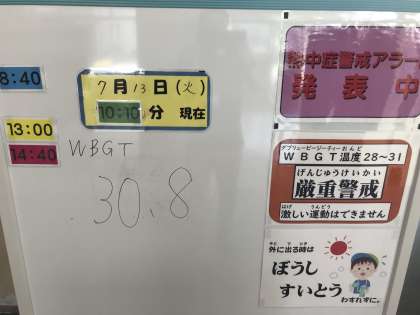 8:40
13:00
14:40
7月13日(火)
10:10分 現在
WBGT
30.8
熱中症警戒アラー
発表中
ダブリュービージーティーおんど
WBGT温度28~31
げんじゅうけいかい
厳重警戒
はげ うんどう
激しい運動はできません
そと で とき
外に出る時は
ぼうし
すいとう
わすれずに。